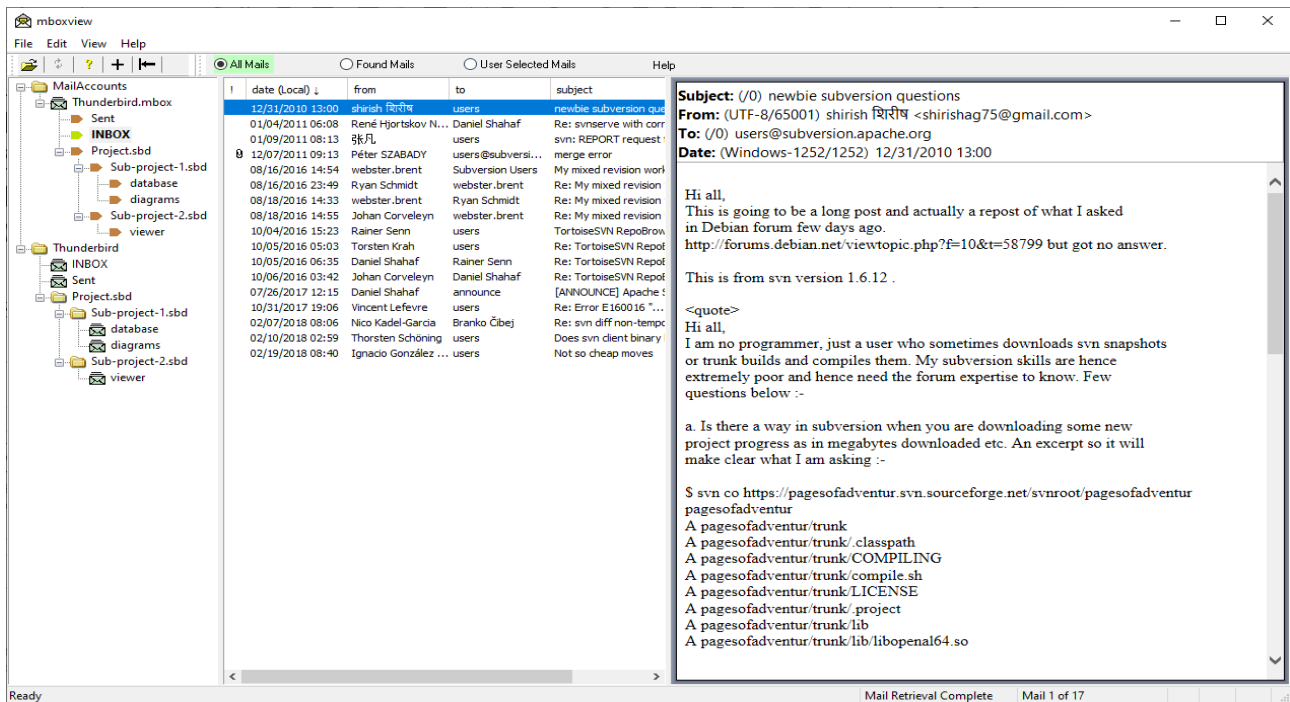 mboxview
File Edit View Help
All Mails Found Mails User Selected Mails Help
MailAccounts
Thunderbird.mbox
Sent
INBOX
Project.sbd
Sub-project-1.sbd
database
diagrams
Sub-project-2.sbd
viewer
Thunderbird
INBOX
Sent
Project.sbd
Sub-project-1.sbd
database
diagrams
Sub-project-2.sbd
viewer
! date (Local) ↓ from to subject
12/31/2010 13:00 shirish शिरीष users newbie subversion que
01/04/2011 06:08 René Hjortskov N... Daniel Shahaf Re: svnserve with corr
01/09/2011 08:13 张凡 users svn: REPORT request
12/07/2011 09:13 Péter SZABADY users@subversi... merge error
08/16/2016 14:54 webster.brent Subversion Users My mixed revision work
08/16/2016 23:49 Ryan Schmidt webster.brent Re: My mixed revision
08/18/2016 14:33 webster.brent Ryan Schmidt Re: My mixed revision
08/18/2016 14:55 Johan Corveleyn webster.brent Re: My mixed revision
10/04/2016 15:23 Rainer Senn users TortoiseSVN RepoBrow
10/05/2016 05:03 Torsten Krah users Re: TortoiseSVN RepoB
10/05/2016 06:35 Daniel Shahaf Rainer Senn Re: TortoiseSVN RepoB
10/06/2016 03:42 Johan Corveleyn Daniel Shahaf Re: TortoiseSVN RepoB
07/26/2017 12:15 Daniel Shahaf announce [ANNOUNCE] Apache S
10/31/2017 19:06 Vincent Lefevre users Re: Error E160016 "...
02/07/2018 08:06 Nico Kadel-Garcia Branko Čibej Re: svn diff non-tempo
02/10/2018 02:59 Thorsten Schöning users Does svn client binary
02/19/2018 08:40 Ignacio González ... users Not so cheap moves
Subject: (/0) newbie subversion questions
From: (UTF-8/65001) shirish शिरीष <shirishag75@gmail.com>
To: (/0) users@subversion.apache.org
Date: (Windows-1252/1252) 12/31/2010 13:00
Hi all,
This is going to be a long post and actually a repost of what I asked
in Debian forum few days ago.
http://forums.debian.net/viewtopic.php?f=10&t=58799 but got no answer.
This is from svn version 1.6.12 .
<quote>
Hi all,
I am no programmer, just a user who sometimes downloads svn snapshots
or trunk builds and compiles them. My subversion skills are hence
extremely poor and hence need the forum expertise to know. Few
questions below :-
a. Is there a way in subversion when you are downloading some new
project progress as in megabytes downloaded etc. An excerpt so it will
make clear what I am asking :-
$ svn co https://pagesofadventur.svn.sourceforge.net/svnroot/pagesofadventur
pagesofadventur
A pagesofadventur/trunk
A pagesofadventur/trunk/.classpath
A pagesofadventur/trunk/COMPILING
A pagesofadventur/trunk/compile.sh
A pagesofadventur/trunk/LICENSE
A pagesofadventur/trunk/.project
A pagesofadventur/trunk/lib
A pagesofadventur/trunk/lib/libopenal64.so
Ready Mail Retrieval Complete Mail 1 of 17